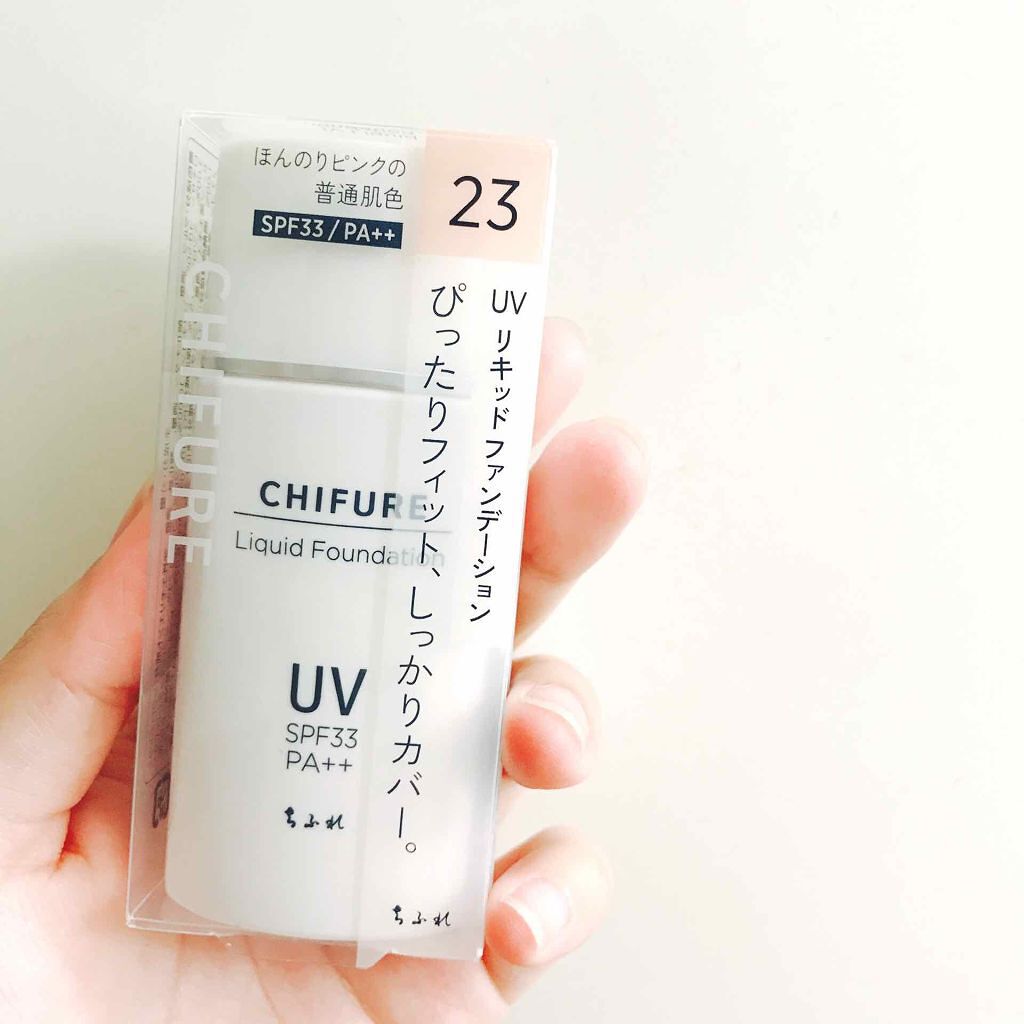 ほんのりピンクの
普通肌色
SPF33/PA++
23
UV リキッド ファンデーション
ぴったりフィット、しっかりカバー。
CHIFURE
CHIFURE
Liquid Foundation
UV
SPF33
PA++
ちふれ
ちふれ